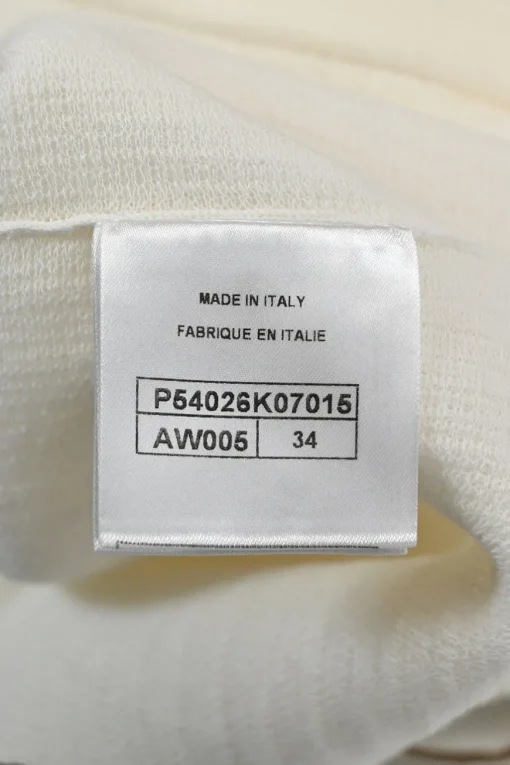 MADE IN ITALY
FABRIQUE EN ITALIE
P54026K07015
AW005 34